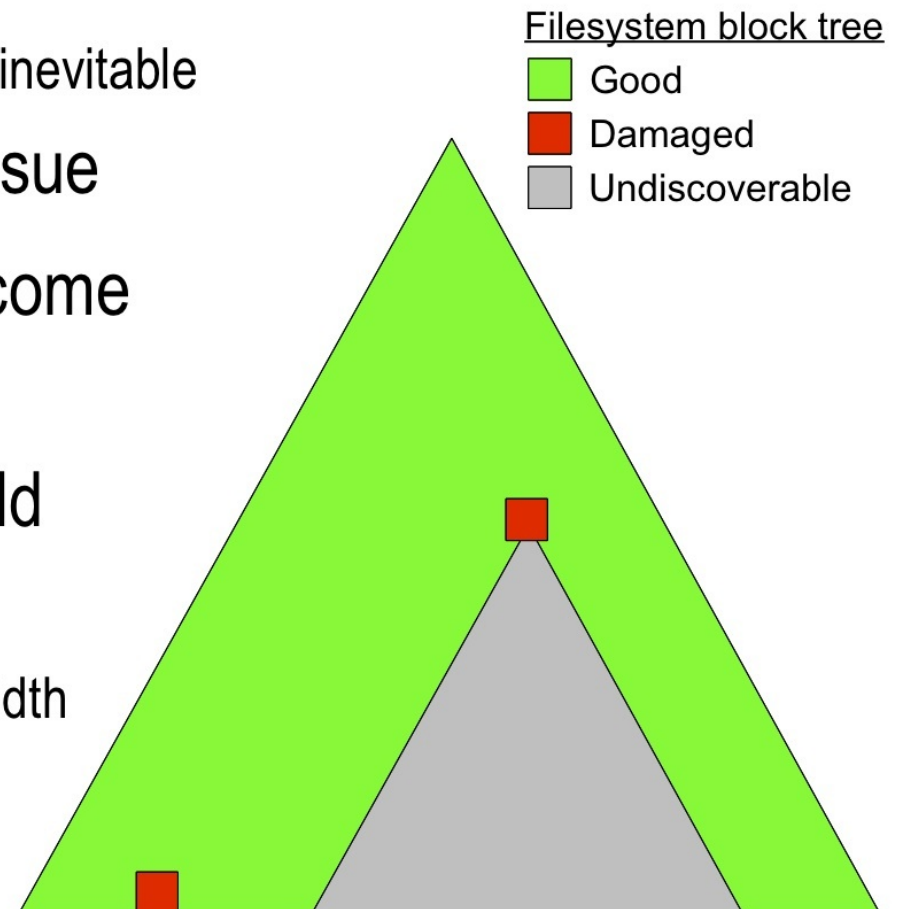 inevitable
sue
come
ld
dth
Filesystem block tree
Good
Damaged
Undiscoverable